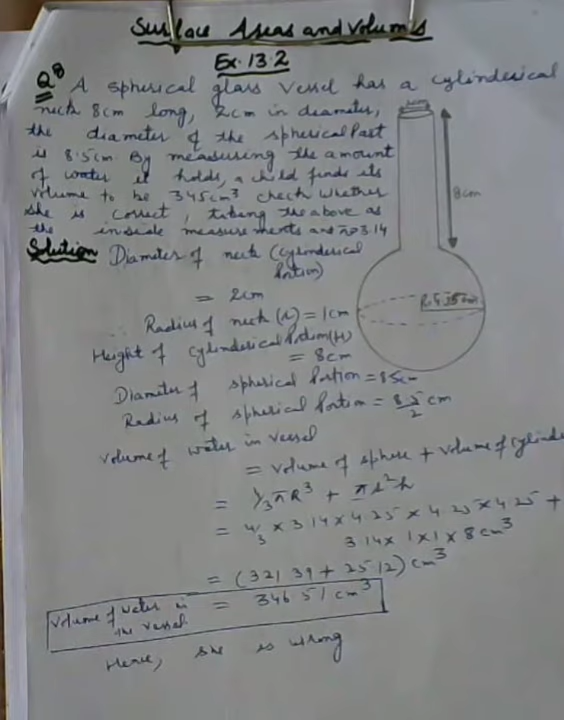 Surface Areas and Volumes
Ex. 13.2
Q8 A spherical glass vessel has a cylinderical
neck 8cm long, 2cm in diameter,
the diameter of the spherical Part
is 8.5cm. By measuring the amount
of water it holds, a child finds its
volume to be 345cm³ check whether
she is correct, taking the above as
the inside measurements and π=3.14
8cm
R=4.25cm
Solution Diameter of neck (cylinderical
Portion)
= 2cm
∴ Radius of neck (r) = 1cm
Height of cylinderical Portion(H)
= 8cm
Diameter of spherical Portion = 8.5cm
Radius of spherical Portion = 8.5/2 cm
Volume of water in vessel
= Volume of sphere + Volume of cylinde
= 4/3 πR³ + πr²h
= 4/3 × 3.14 × 4.25 × 4.25 × 4.25 +
3.14 × 1 × 1 × 8 cm³
= (321.39 + 25.12) cm³
Volume of water in = 346.51 cm³
the vessel
Hence, she is wrong